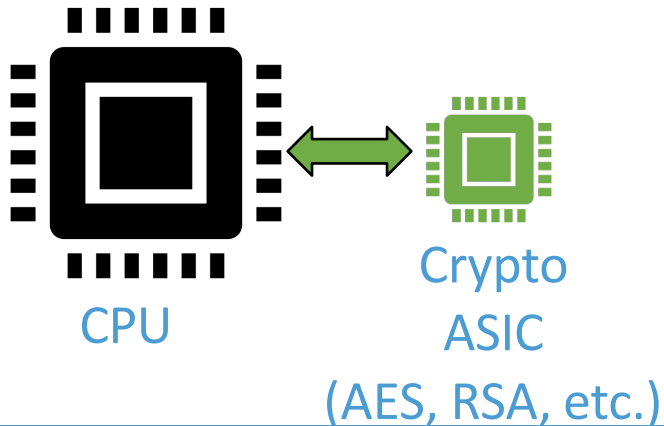 CPU
Crypto
ASIC
(AES, RSA, etc.)